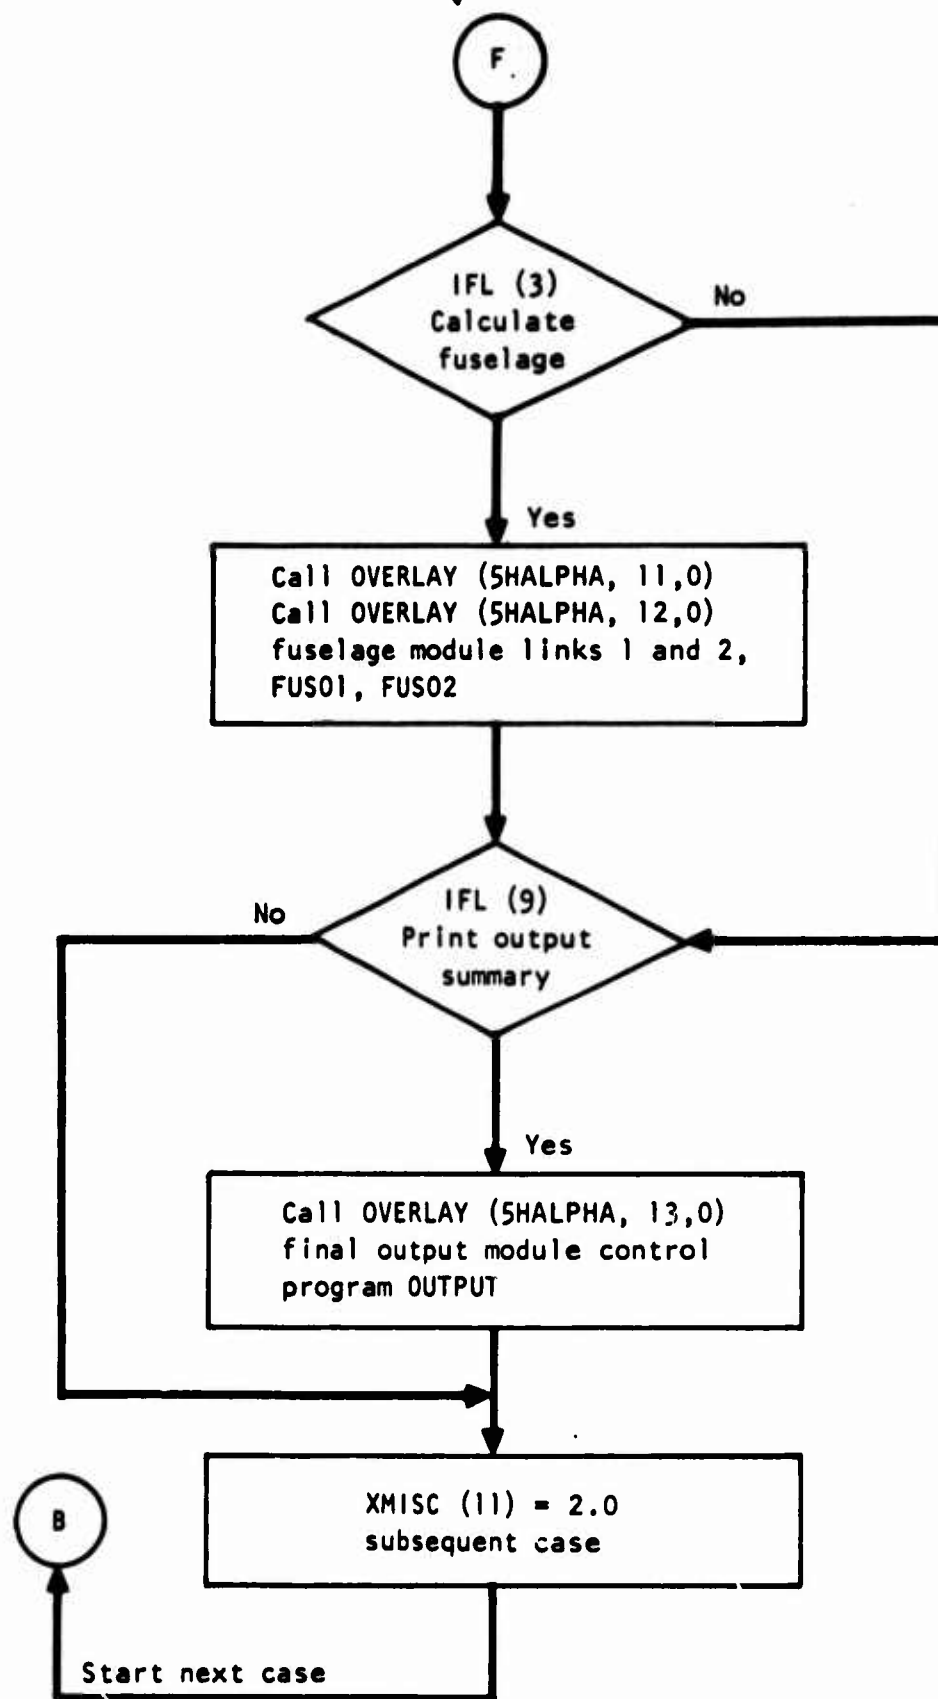 F
IFL (3)
Calculate
fuselage
No
Yes
Call OVERLAY (5HALPHA, 11,0)
Call OVERLAY (5HALPHA, 12,0)
fuselage module links 1 and 2,
FUS01, FUS02
IFL (9)
Print output
summary
No
Yes
Call OVERLAY (5HALPHA, 13,0)
final output module control
program OUTPUT
XMISC (11) = 2.0
subsequent case
B
Start next case